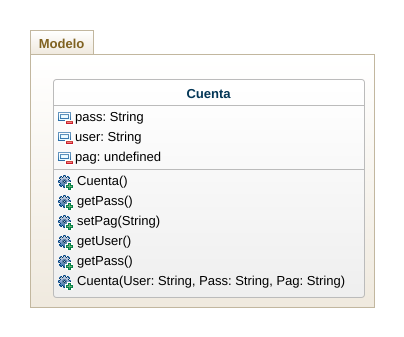 Modelo
Cuenta
pass: String
user: String
pag: undefined
Cuenta()
getPass()
setPag(String)
getUser()
getPass()
Cuenta(User: String, Pass: String, Pag: String)